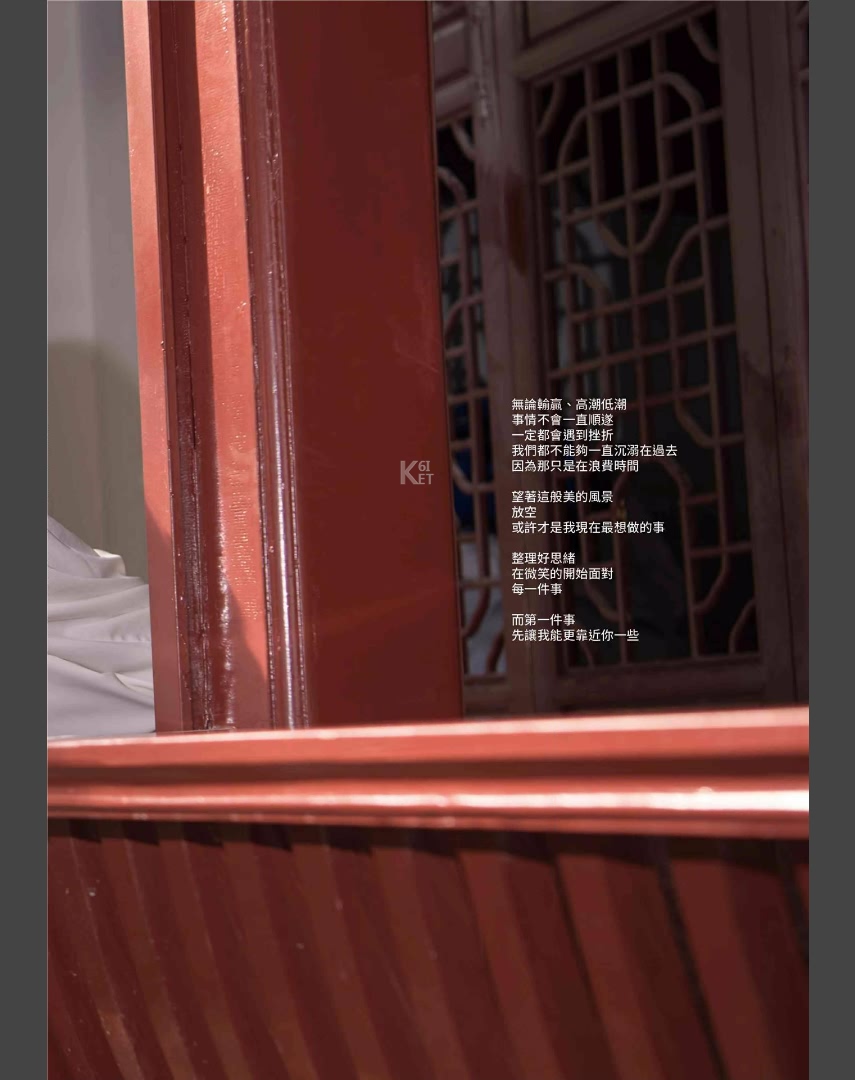 無論輸贏、高潮低潮
事情不會一直順遂
一定都會遇到挫折
我們都不能夠一直沉溺在過去
因為那只是在浪費時間
望著這般美的風景
放空
或許才是我現在最想做的事
整理好思緒
在微笑的開始面對
每一件事
而第一件事
先讓我能更靠近你一些
K6IET